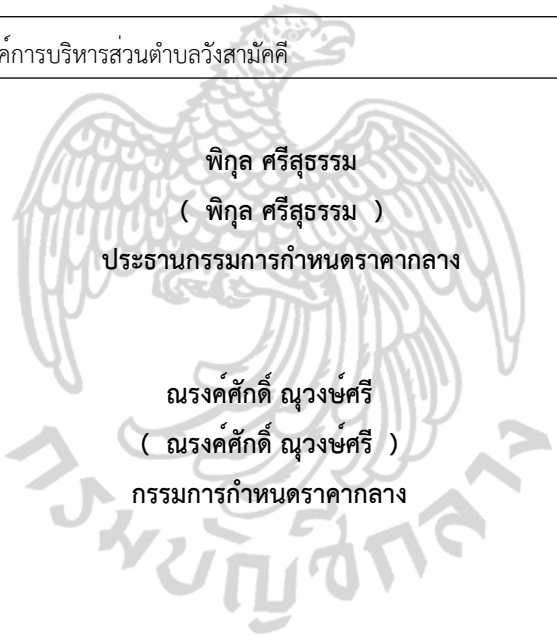 ค์การบริหารส่วนตำบลวังสามัคคี
พิกุล ศรีสุธรรม
( พิกุล ศรีสุธรรม )
ประธานกรรมการกำหนดราคากลาง
ณรงค์ศักดิ์ ณุวงษ์ศรี
( ณรงค์ศักดิ์ ณุวงษ์ศรี )
กรรมการกำหนดราคากลาง
กรมบัญชีกลาง